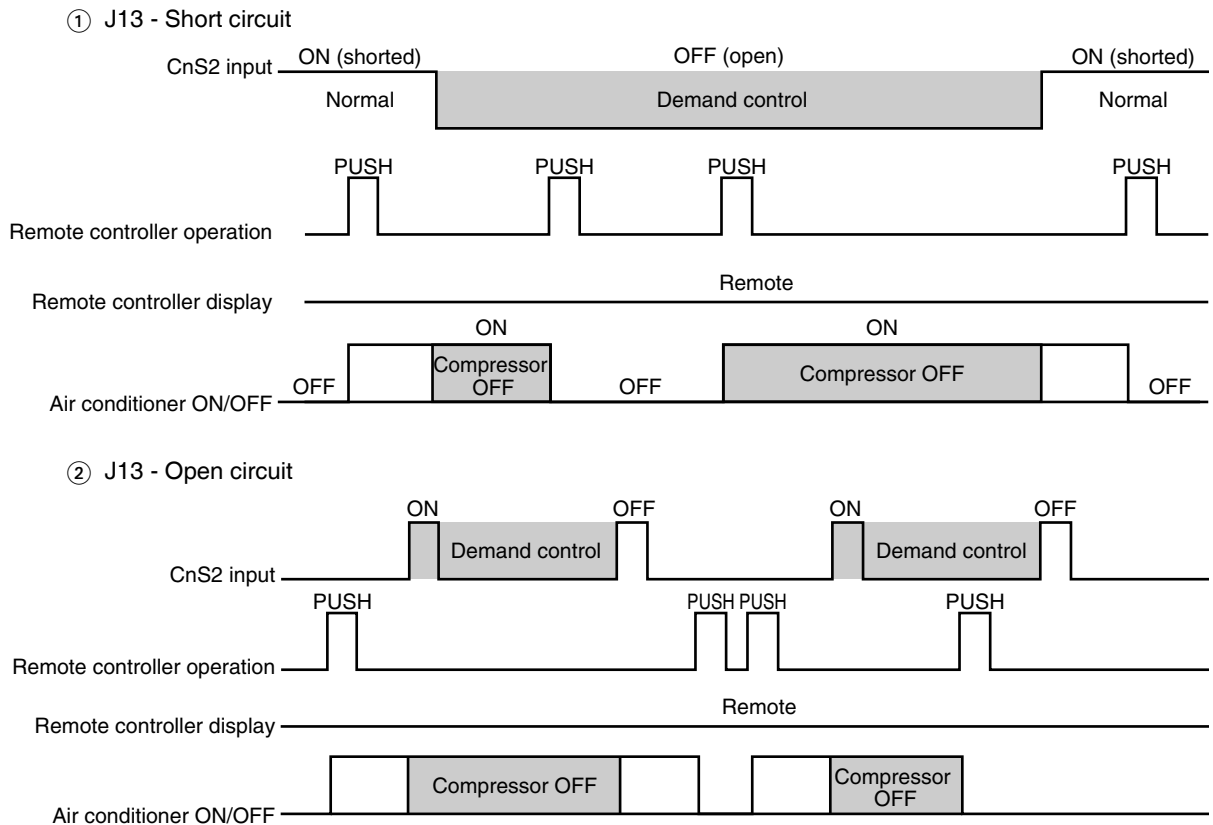 ① J13 - Short circuit
CnS2 input
ON (shorted)
OFF (open)
ON (shorted)
Normal
Demand control
Normal
PUSH
PUSH
PUSH
PUSH
Remote controller operation
Remote
Remote controller display
ON
ON
Compressor
OFF
Compressor OFF
OFF
OFF
OFF
Air conditioner ON/OFF
② J13 - Open circuit
ON
OFF
ON
OFF
Demand control
Demand control
CnS2 input
PUSH
PUSH
PUSH
PUSH
Remote controller operation
Remote
Remote controller display
Compressor OFF
Compressor
OFF
Air conditioner ON/OFF